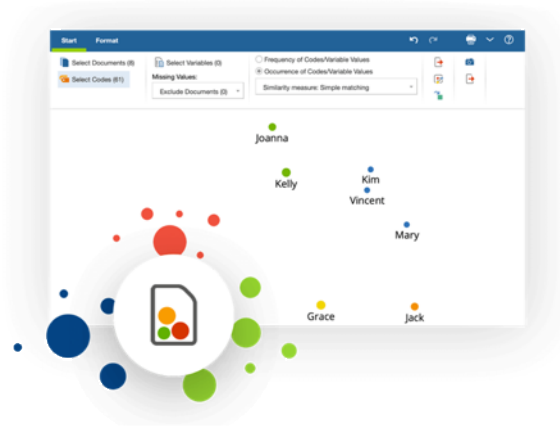 Start Format
Select Documents (8)
Select Codes (61)
Select Variables (0)
Missing Values:
Exclude Documents (0)
Frequency of Codes/Variable Values
Occurrence of Codes/Variable Values
Similarity measure: Simple matching
Joanna
Kelly
Kim
Vincent
Mary
Grace
Jack